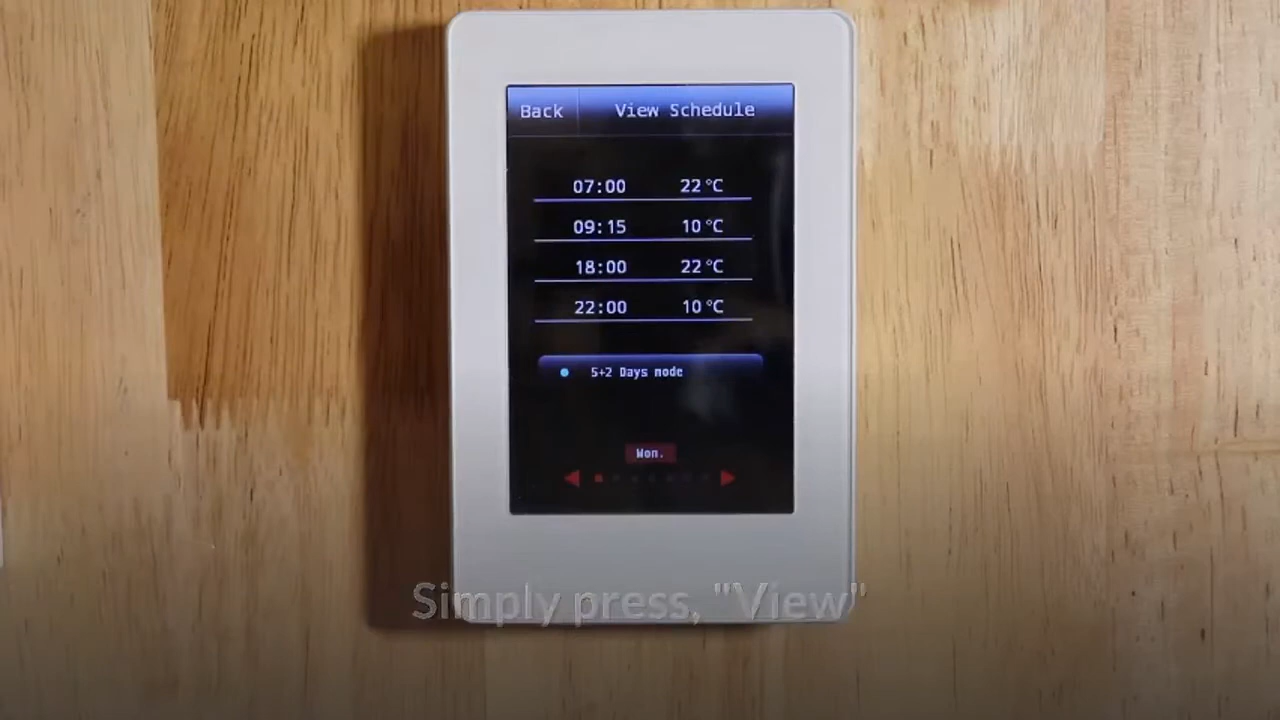 Back View Schedule
07:00 22°C
09:15 10°C
18:00 22°C
22:00 10°C
5+2 Days mode
Mon.
Simply press, "View"